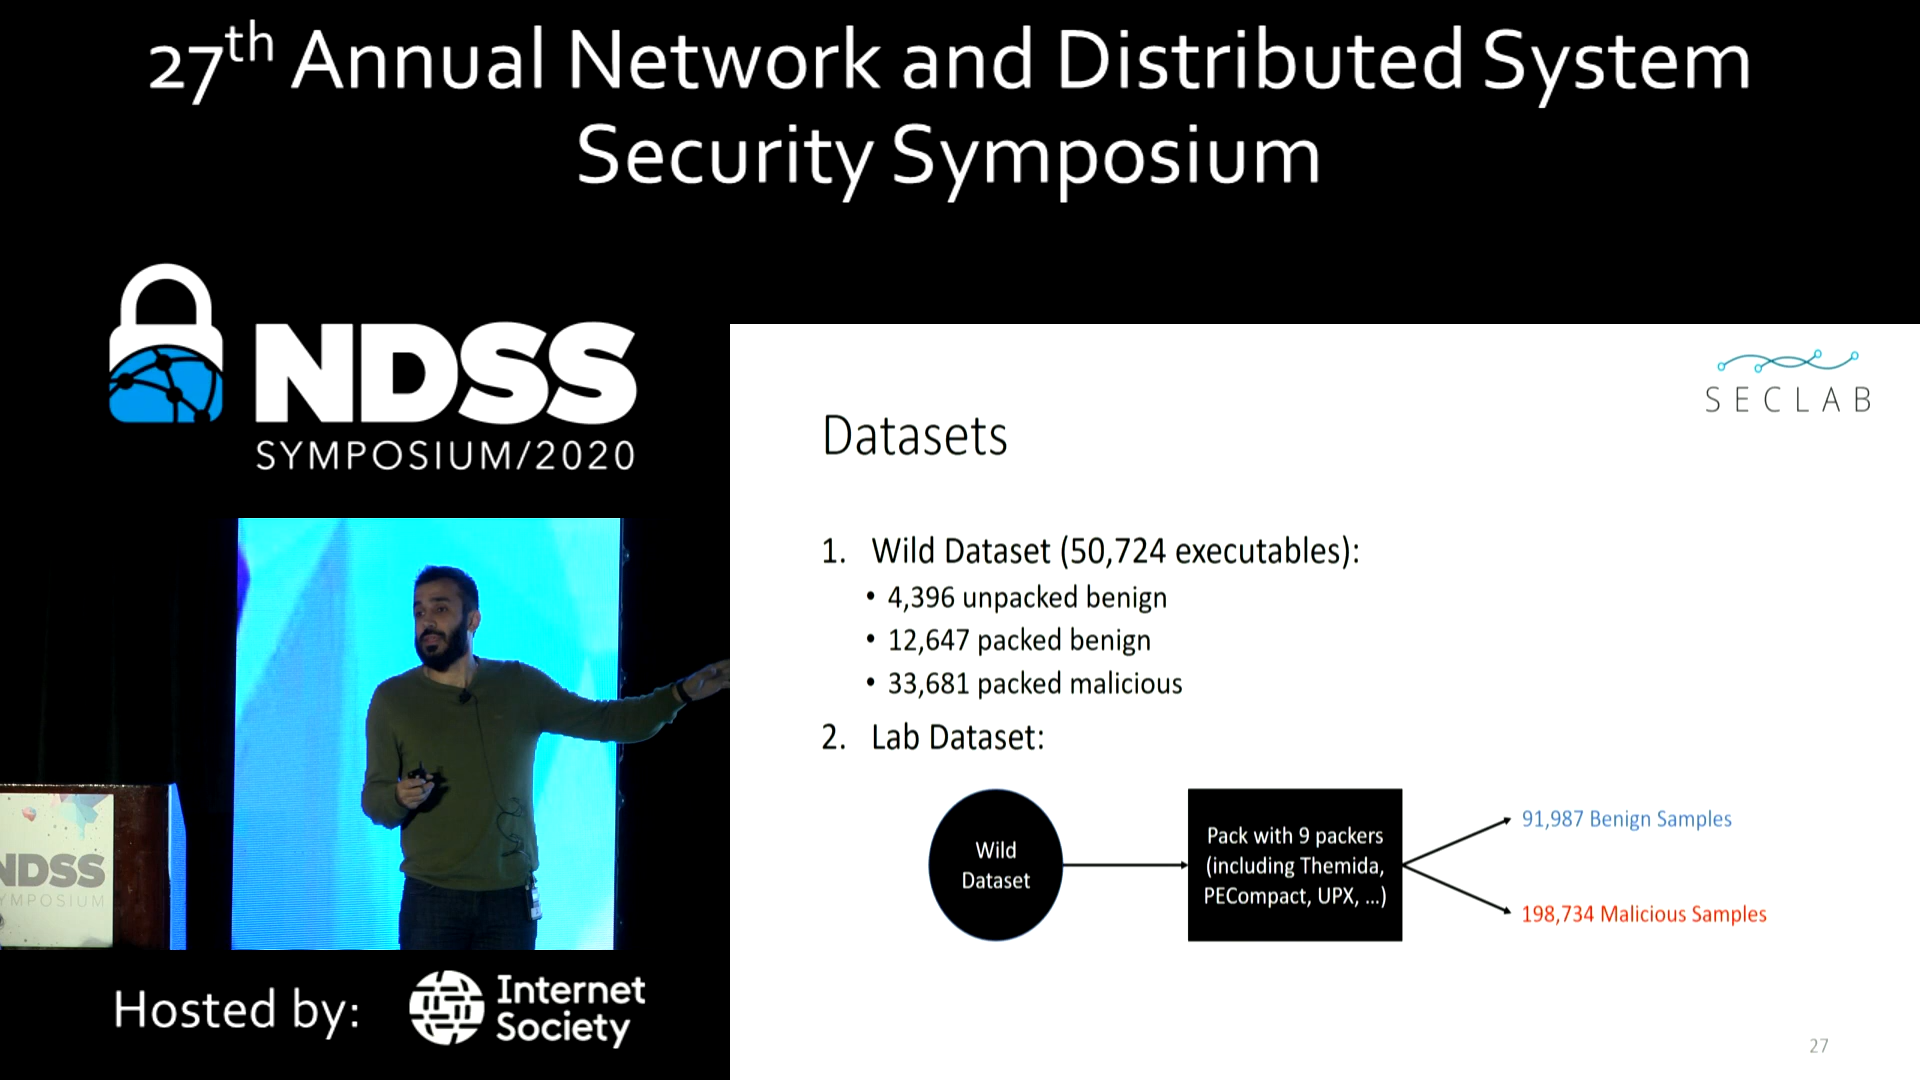 27th Annual Network and Distributed System
Security Symposium
NDSS
SYMPOSIUM/2020
SECLAB
Datasets
1. Wild Dataset (50,724 executables):
• 4,396 unpacked benign
• 12,647 packed benign
• 33,681 packed malicious
2. Lab Dataset:
Wild
Dataset
Pack with 9 packers
(including Themida,
PECompact, UPX, ...)
91,987 Benign Samples
198,734 Malicious Samples
27
NDSS
YMPOSIUM
Hosted by:
Internet
Society